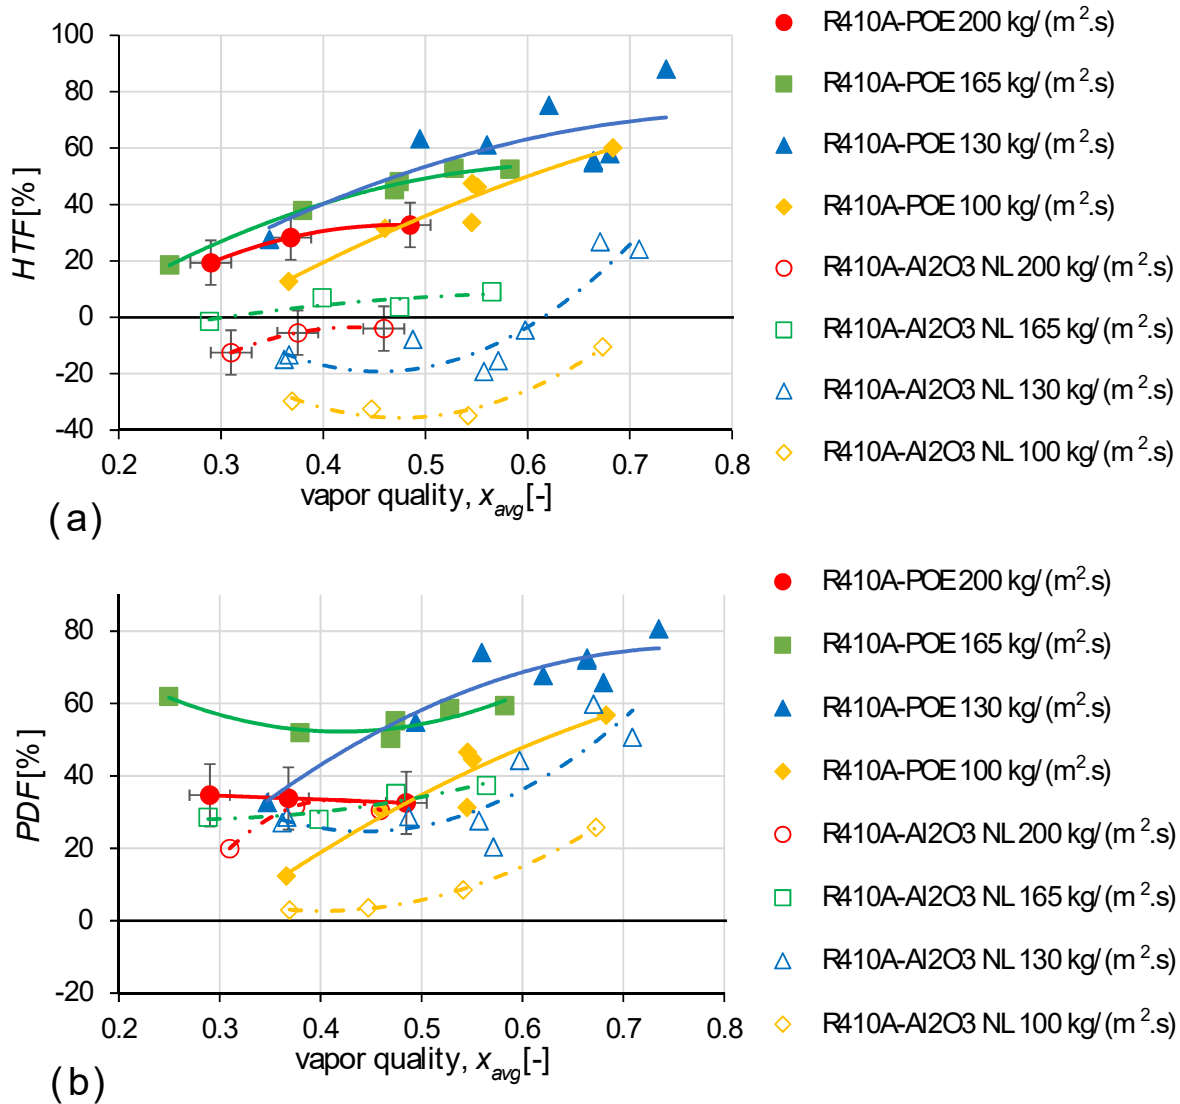 R410A-POE 200 kg/(m².s)
R410A-POE 165 kg/(m².s)
R410A-POE 130 kg/(m².s)
R410A-POE 100 kg/(m².s)
R410A-Al2O3 NL 200 kg/(m².s)
R410A-Al2O3 NL 165 kg/(m².s)
R410A-Al2O3 NL 130 kg/(m².s)
R410A-Al2O3 NL 100 kg/(m².s)
HTF[%]
100
80
60
40
20
0
-20
-40
0.2 0.3 0.4 0.5 0.6 0.7 0.8
vapor quality, xavg[-]
(a)
R410A-POE 200 kg/(m².s)
R410A-POE 165 kg/(m².s)
R410A-POE 130 kg/(m².s)
R410A-POE 100 kg/(m².s)
R410A-Al2O3 NL 200 kg/(m².s)
R410A-Al2O3 NL 165 kg/(m².s)
R410A-Al2O3 NL 130 kg/(m².s)
R410A-Al2O3 NL 100 kg/(m².s)
PDF[%]
80
60
40
20
0
-20
0.2 0.3 0.4 0.5 0.6 0.7 0.8
vapor quality, xavg[-]
(b)